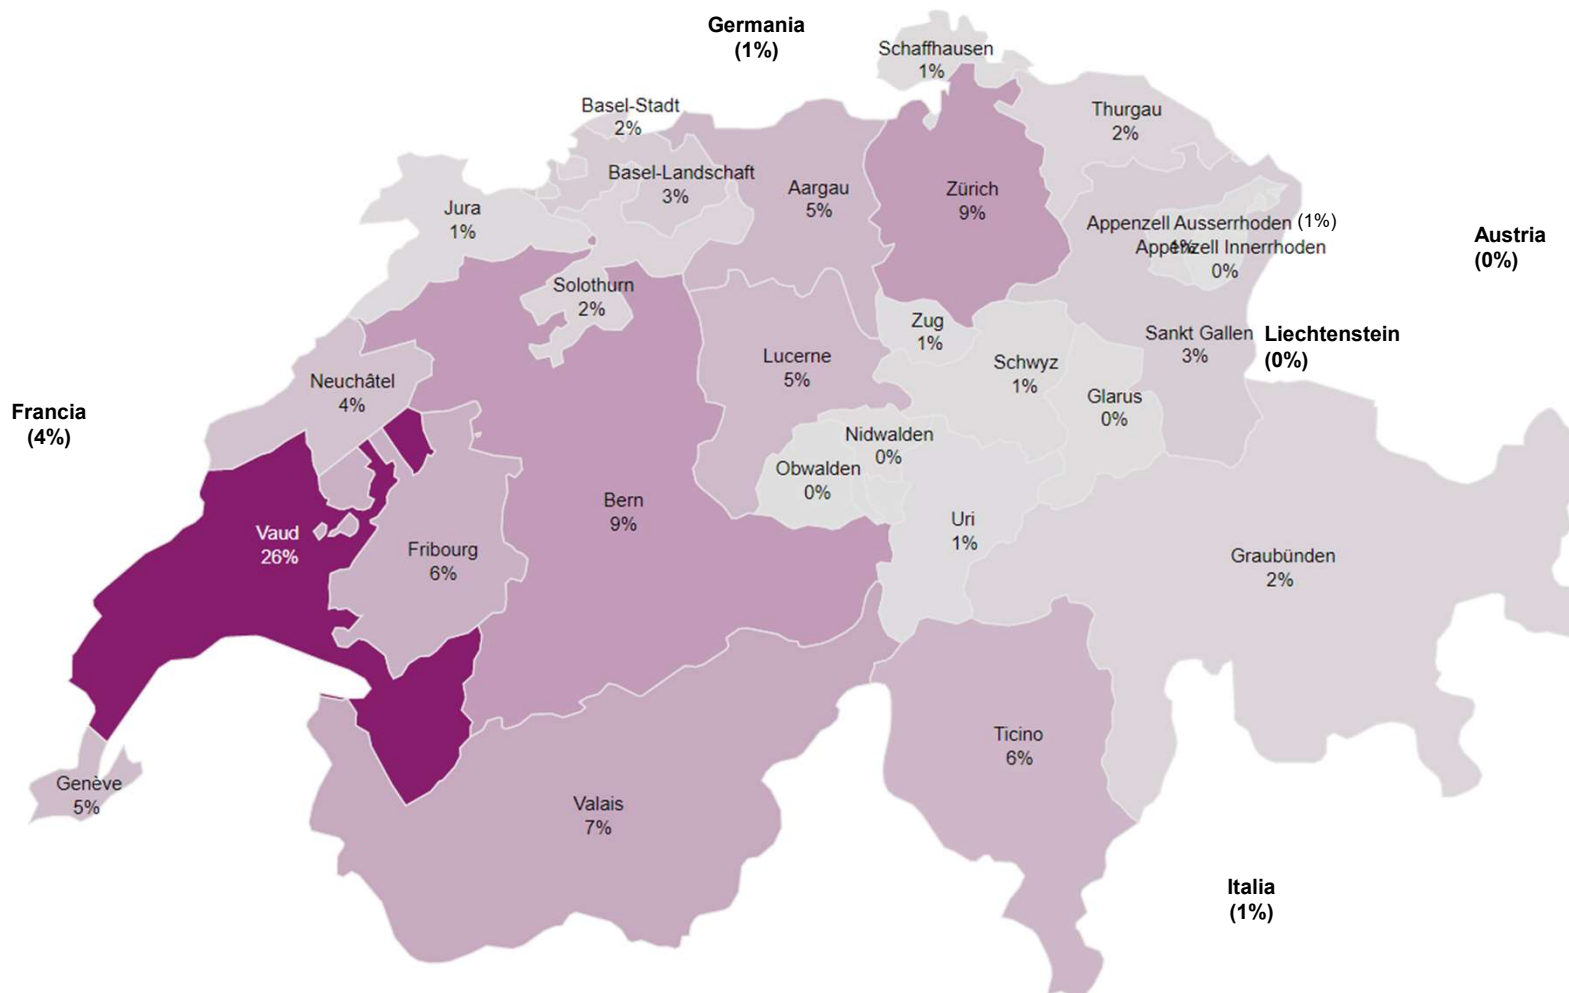 Germania
(1%)
Schaffhausen
1%
Basel-Stadt
2%
Thurgau
2%
Basel-Landschaft
3%
Aargau
5%
Zürich
9%
Jura
1%
Appenzell Ausserrhoden (1%)
1%
Appenzell Innerrhoden
0%
Austria
(0%)
Solothurn
2%
Zug
1%
Sankt Gallen
3%
Liechtenstein
(0%)
Lucerne
5%
Schwyz
1%
Neuchâtel
4%
Glarus
0%
Francia
(4%)
Nidwalden
0%
Obwalden
0%
Bern
9%
Uri
1%
Vaud
26%
Fribourg
6%
Graubünden
2%
Ticino
6%
Genève
5%
Valais
7%
Italia
(1%)